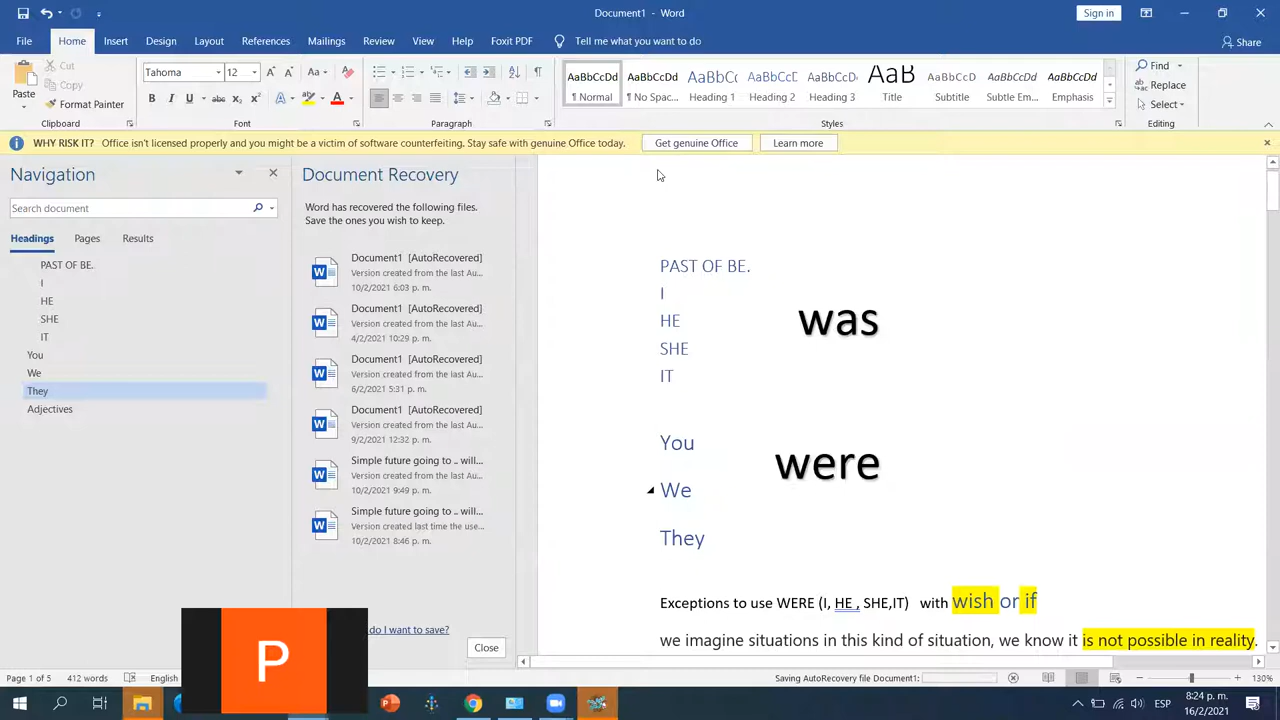 Document1 - Word
Sign in
File Home Insert Design Layout References Mailings Review View Help Foxit PDF Tell me what you want to do Share
Paste
Cut
Copy
Format Painter
Clipboard
Tahoma 12
Font
Paragraph
AaBbCcDd AaBbCcDd AaBbC AaBbCcC AaBbCcD AaB AaBbCcD AaBbCcDd AaBbCcDd
¶ Normal ¶ No Spac... Heading 1 Heading 2 Heading 3 Title Subtitle Subtle Em... Emphasis
Styles
Find
Replace
Select
Editing
WHY RISK IT? Office isn't licensed properly and you might be a victim of software counterfeiting. Stay safe with genuine Office today. Get genuine Office Learn more
Navigation
Search document
Headings Pages Results
PAST OF BE.
I
HE
SHE
IT
You
We
They
Adjectives
Document Recovery
Word has recovered the following files.
Save the ones you wish to keep.
Document1 [AutoRecovered]
Version created from the last Au...
10/2/2021 6:03 p. m.
Document1 [AutoRecovered]
Version created from the last Au...
4/2/2021 10:29 p. m.
Document1 [AutoRecovered]
Version created from the last Au...
6/2/2021 5:31 p. m.
Document1 [AutoRecovered]
Version created from the last Au...
9/2/2021 12:32 p. m.
Simple future going to .. will...
Version created from the last Au...
10/2/2021 9:49 p. m.
Simple future going to .. will...
Version created last time the use...
10/2/2021 8:46 p. m.
do I want to save?
Close
PAST OF BE.
I
HE
was
SHE
IT
You
were
We
They
Exceptions to use WERE (I, HE , SHE,IT) with wish or if
we imagine situations in this kind of situation, we know it is not possible in reality.
P
Page 1 of 5 412 words English
Saving AutoRecovery file Document1:
130%
8:24 p. m.
16/2/2021